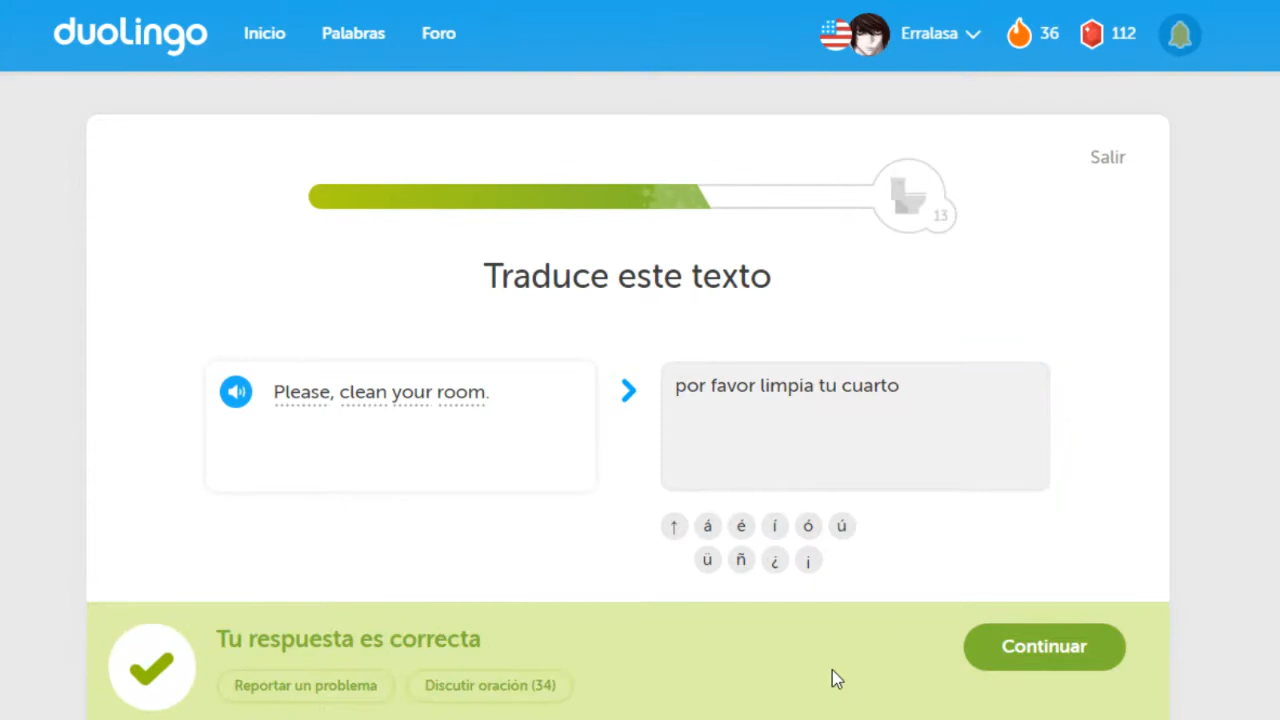 duolingo Inicio Palabras Foro Erralasa 36 112
Salir
13
Traduce este texto
Please, clean your room.
por favor limpia tu cuarto
↑ á é í ó ú
ü ñ ¿ ¡
Tu respuesta es correcta
Continuar
Reportar un problema Discutir oración (34)